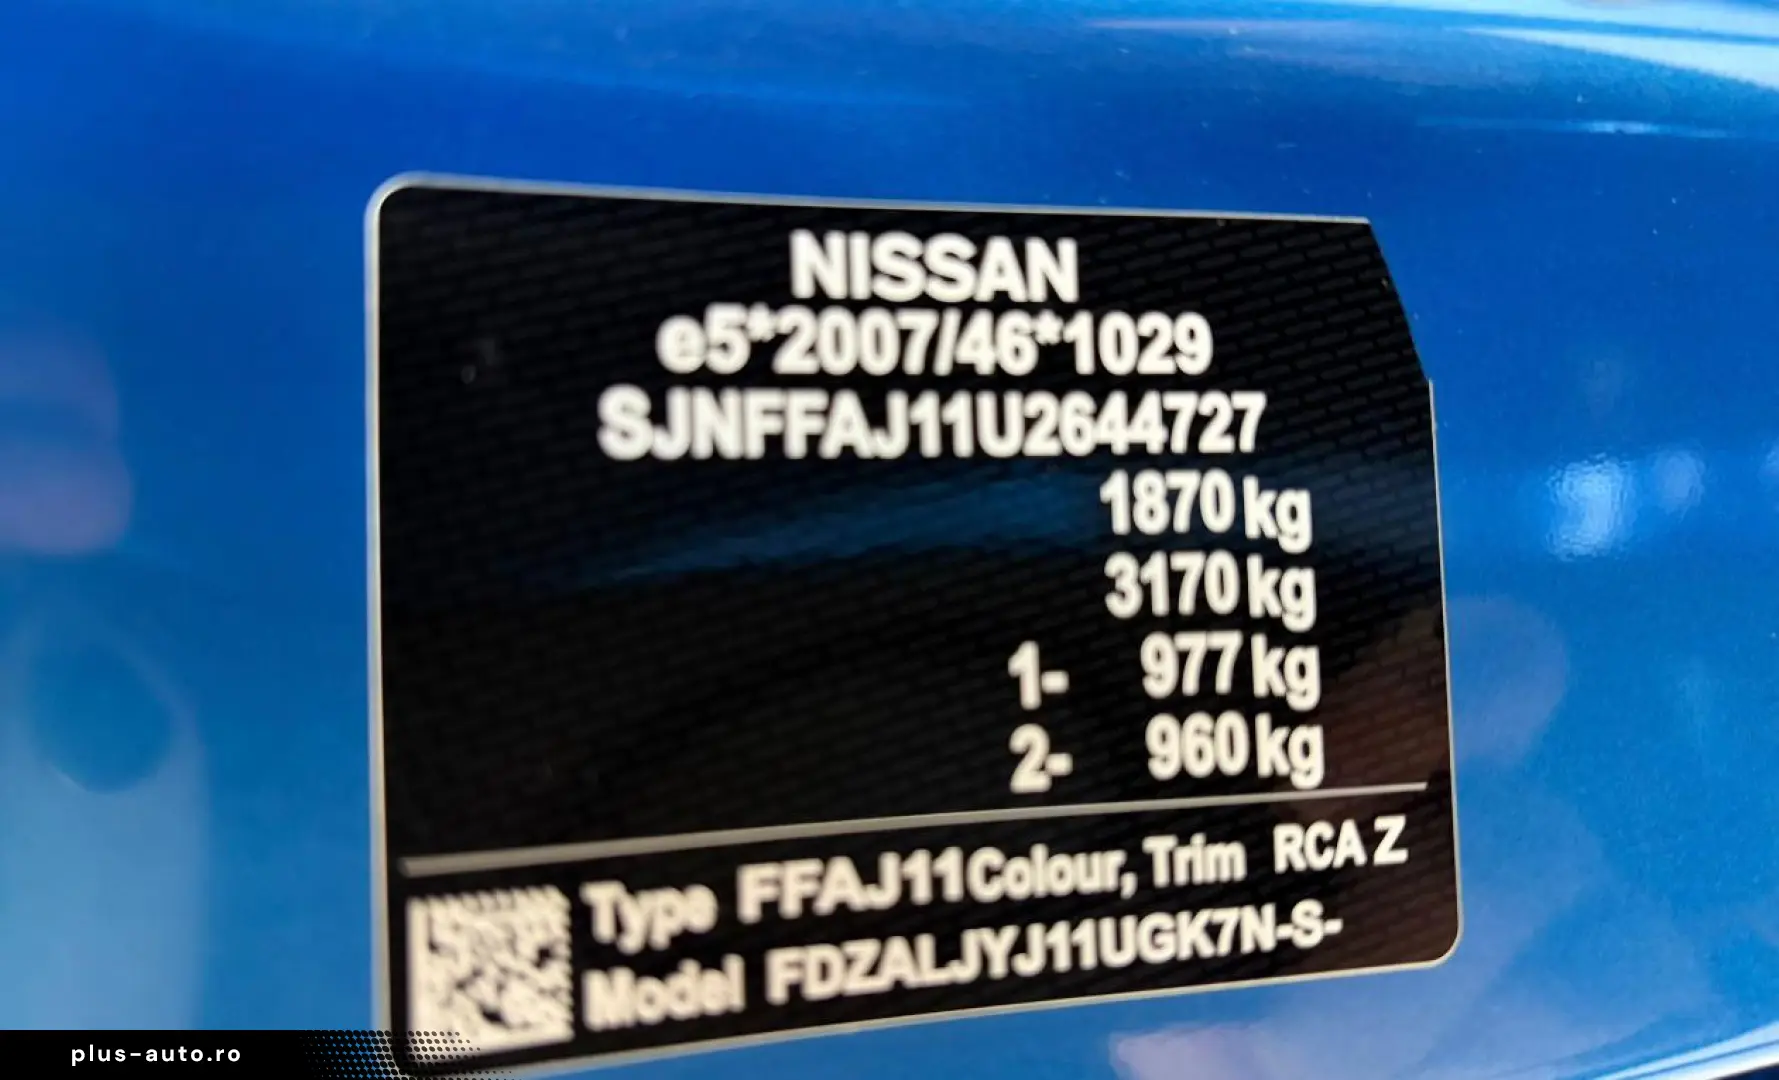 NISSAN
e5*2007/46*1029
SJNFFAJ11U2644727
1870 kg
3170 kg
1- 977 kg
2- 960 kg
Type FFAJ11 Colour, Trim RCA Z
Model FDZALJYJ11UGK7N-S-
plus-auto.ro